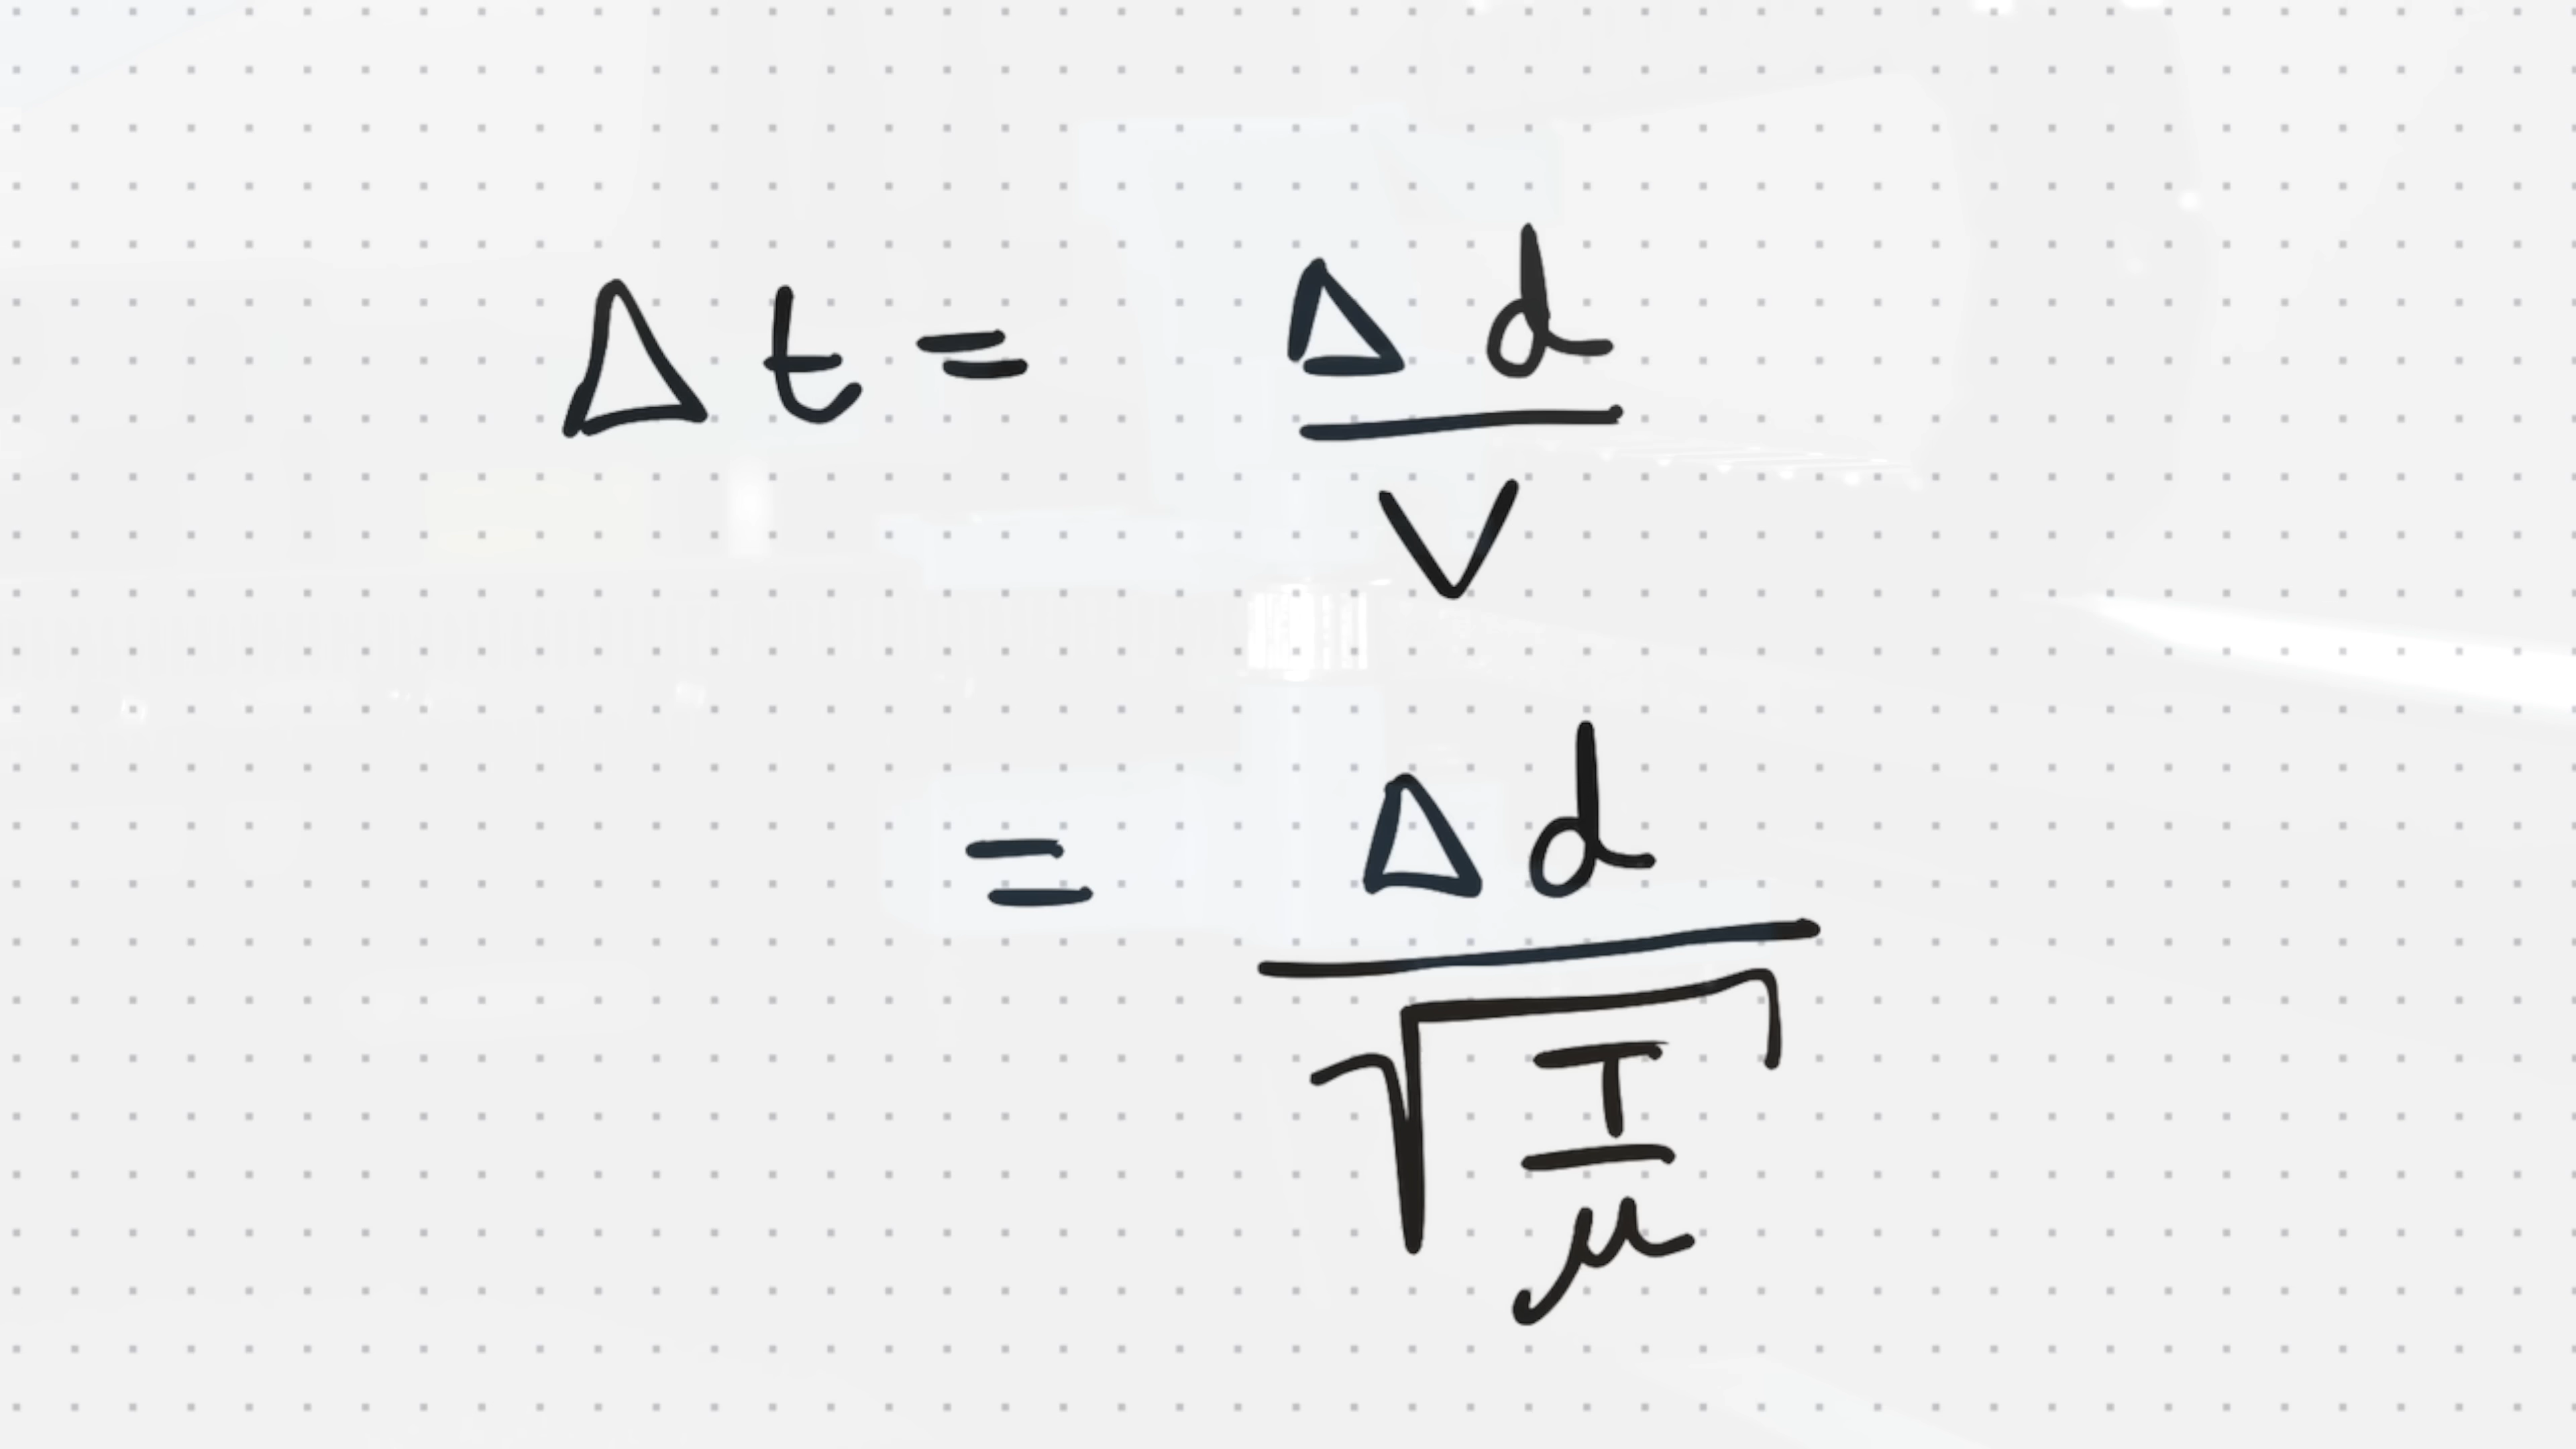 Δt = Δd / v
= Δd / √(T / μ)